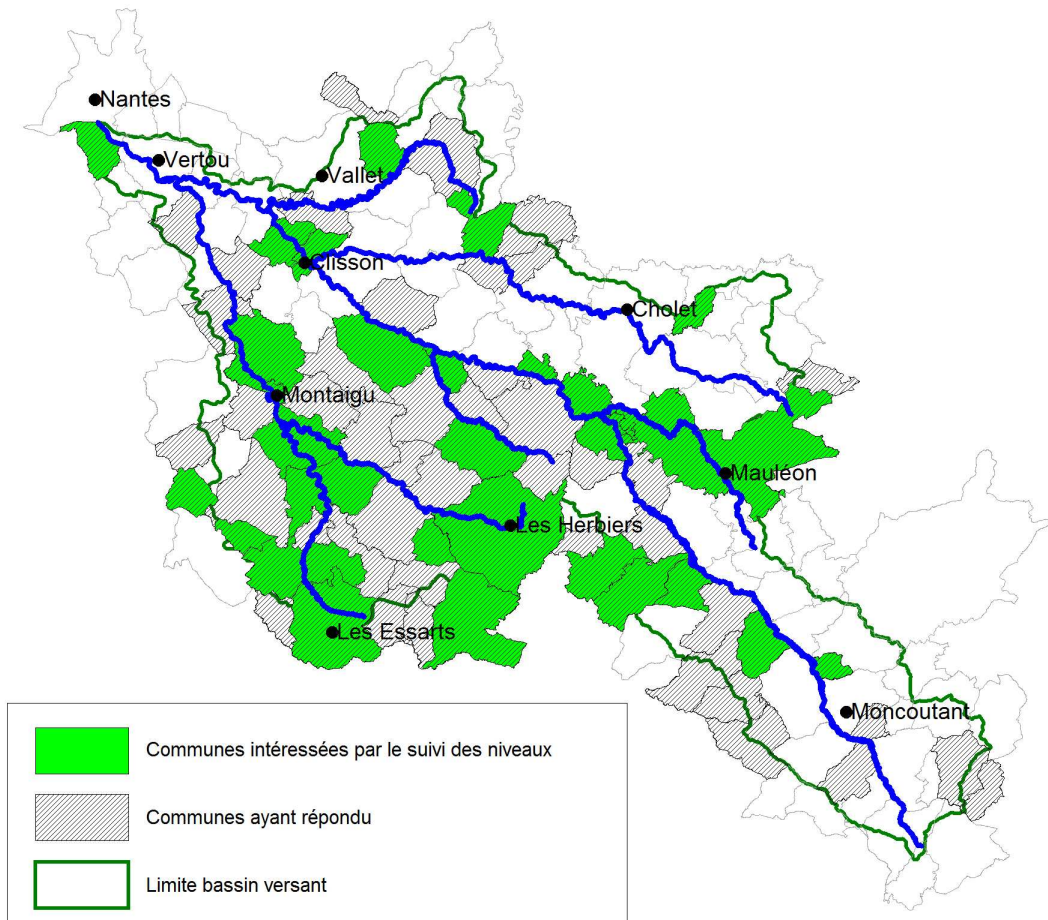 Nantes
Vertou
Vallet
Clisson
Cholet
Montaigu
Mauléon
Les Herbiers
Les Essarts
Moncoutant
Communes intéressées par le suivi des niveaux
Communes ayant répondu
Limite bassin versant